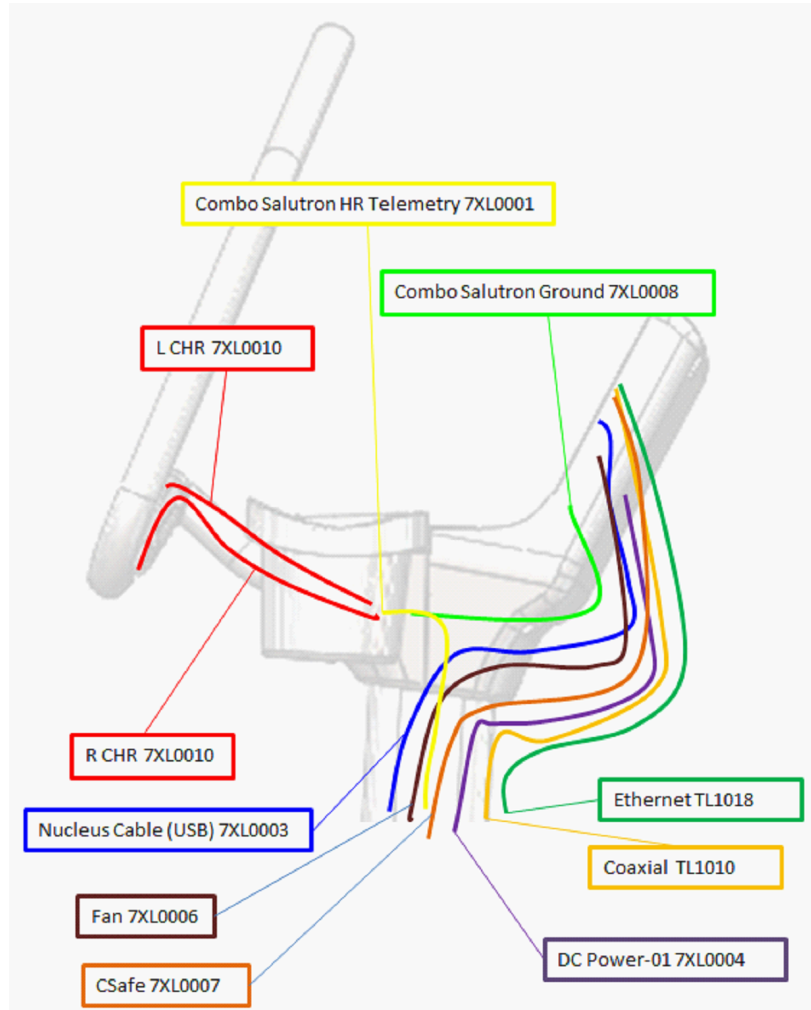 Combo Salutron HR Telemetry 7XL0001
Combo Salutron Ground 7XL0008
L CHR 7XL0010
R CHR 7XL0010
Nucleus Cable (USB) 7XL0003
Ethernet TL1018
Coaxial TL1010
Fan 7XL0006
DC Power-01 7XL0004
CSafe 7XL0007